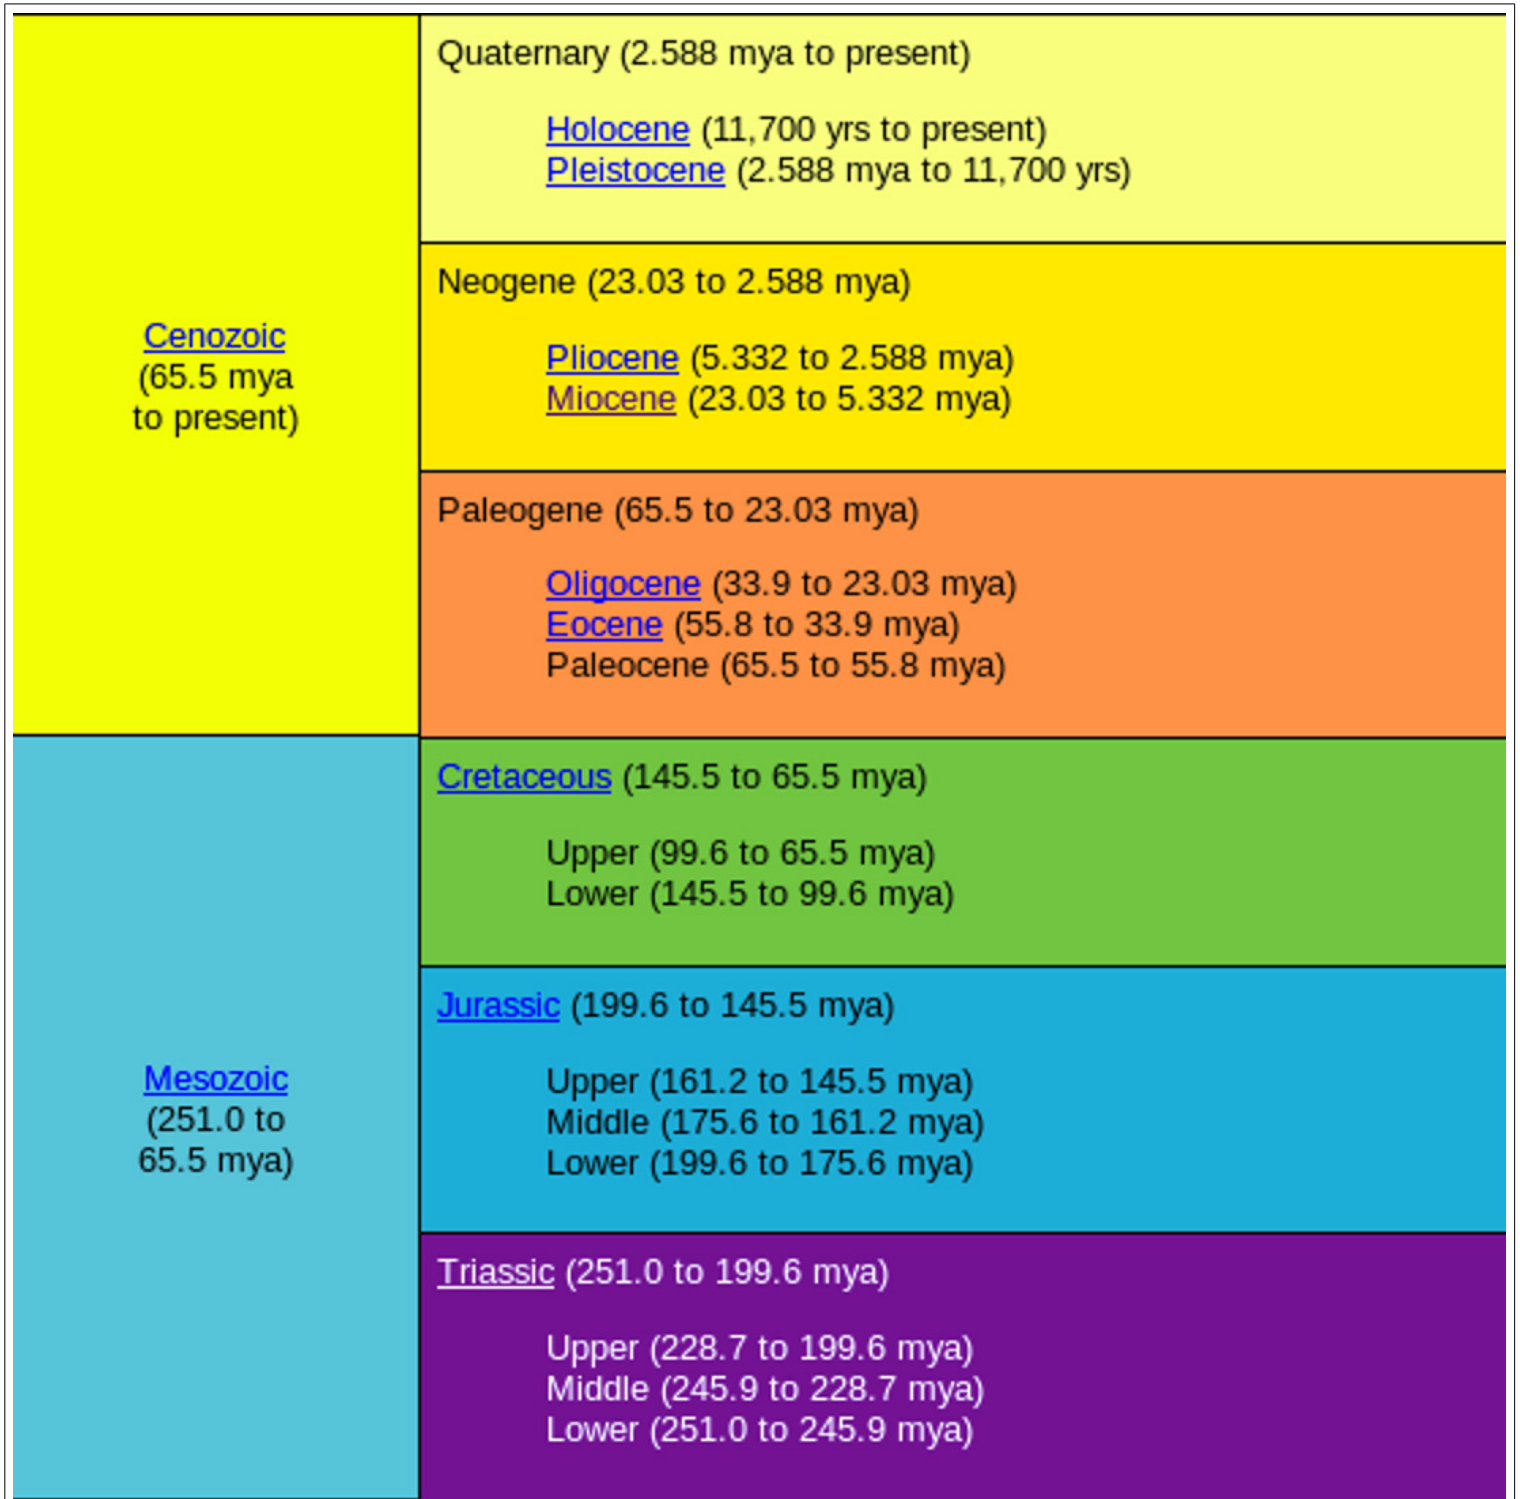 Quaternary (2.588 mya to present)
Holocene (11,700 yrs to present)
Pleistocene (2.588 mya to 11,700 yrs)
Neogene (23.03 to 2.588 mya)
Pliocene (5.332 to 2.588 mya)
Miocene (23.03 to 5.332 mya)
Cenozoic
(65.5 mya
to present)
Paleogene (65.5 to 23.03 mya)
Oligocene (33.9 to 23.03 mya)
Eocene (55.8 to 33.9 mya)
Paleocene (65.5 to 55.8 mya)
Cretaceous (145.5 to 65.5 mya)
Upper (99.6 to 65.5 mya)
Lower (145.5 to 99.6 mya)
Jurassic (199.6 to 145.5 mya)
Upper (161.2 to 145.5 mya)
Middle (175.6 to 161.2 mya)
Lower (199.6 to 175.6 mya)
Mesozoic
(251.0 to
65.5 mya)
Triassic (251.0 to 199.6 mya)
Upper (228.7 to 199.6 mya)
Middle (245.9 to 228.7 mya)
Lower (251.0 to 245.9 mya)